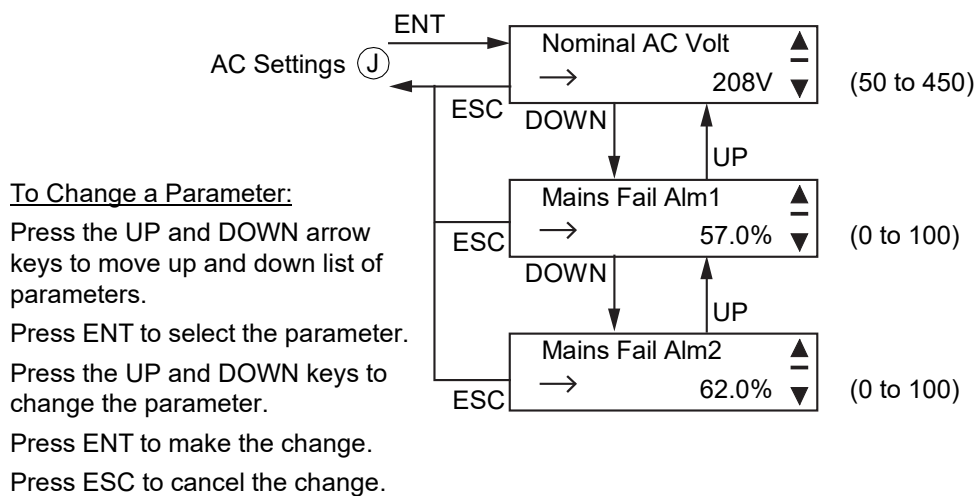 ENT
AC Settings J
Nominal AC Volt
→ 208V
(50 to 450)
ESC
DOWN
UP
Mains Fail Alm1
→ 57.0%
(0 to 100)
ESC
DOWN
UP
Mains Fail Alm2
→ 62.0%
(0 to 100)
ESC
To Change a Parameter:
Press the UP and DOWN arrow
keys to move up and down list of
parameters.
Press ENT to select the parameter.
Press the UP and DOWN keys to
change the parameter.
Press ENT to make the change.
Press ESC to cancel the change.